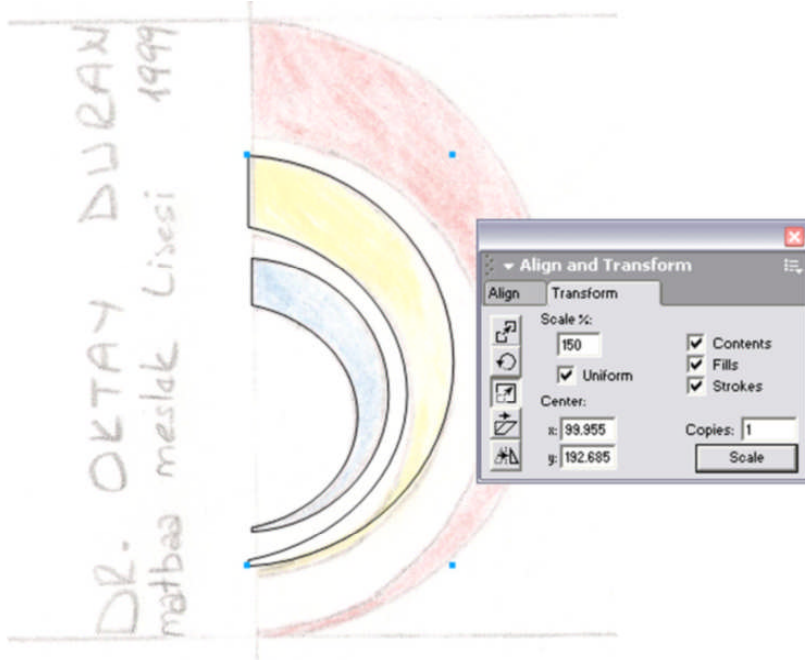 DR. OKTAY DURAN
matbaa meslek Lisesi 1999
Align and Transform
Align
Transform
Scale %:
150
Uniform
Center:
x: 99.955
y: 192.685
Contents
Fills
Strokes
Copies: 1
Scale